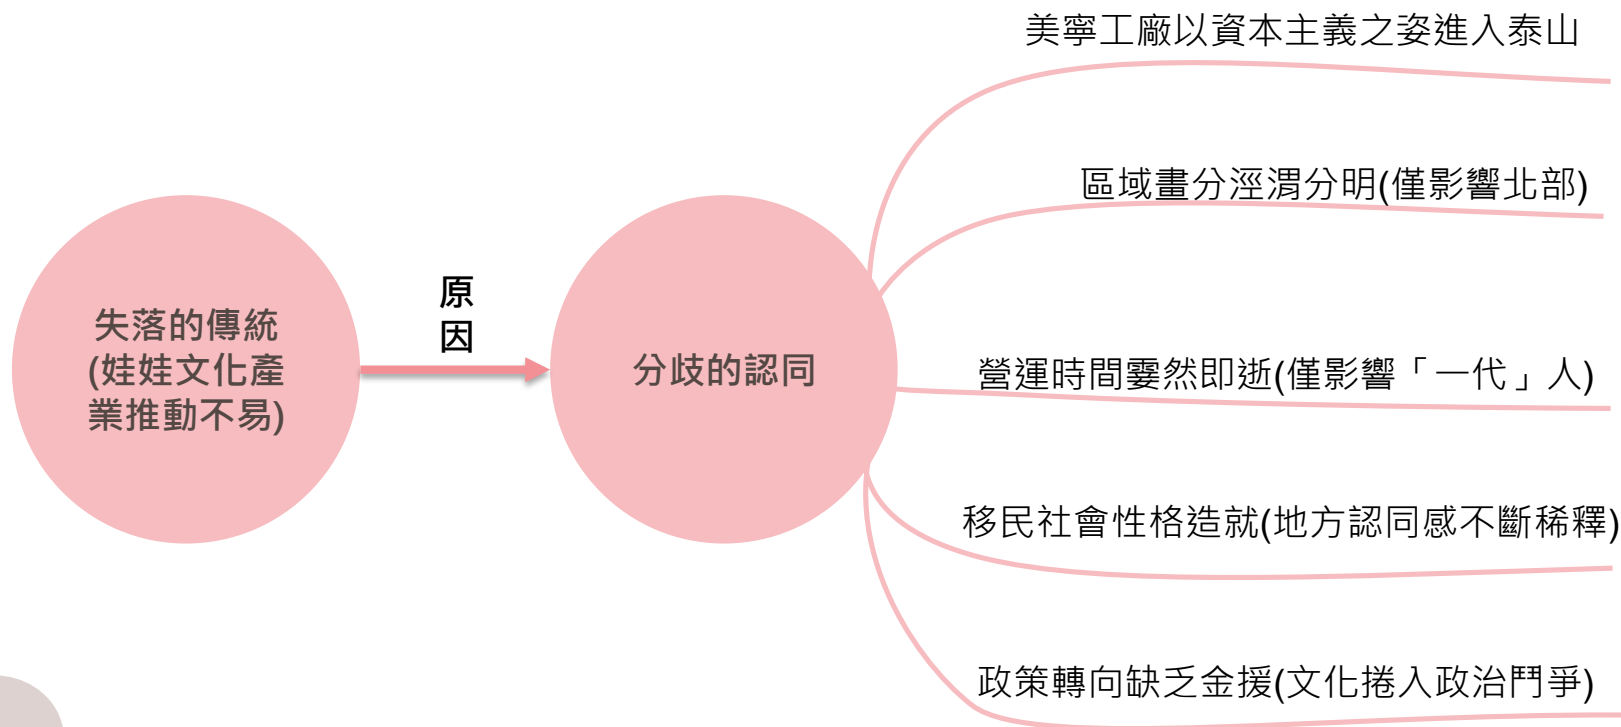 美寧工廠以資本主義之姿進入泰山
區域畫分涇渭分明(僅影響北部)
原
因
失落的傳統
(娃娃文化產
業推動不易)
分歧的認同
營運時間霎然即逝(僅影響「一代」人)
移民社會性格造就(地方認同感不斷稀釋)
政策轉向缺乏金援(文化捲入政治鬥爭)